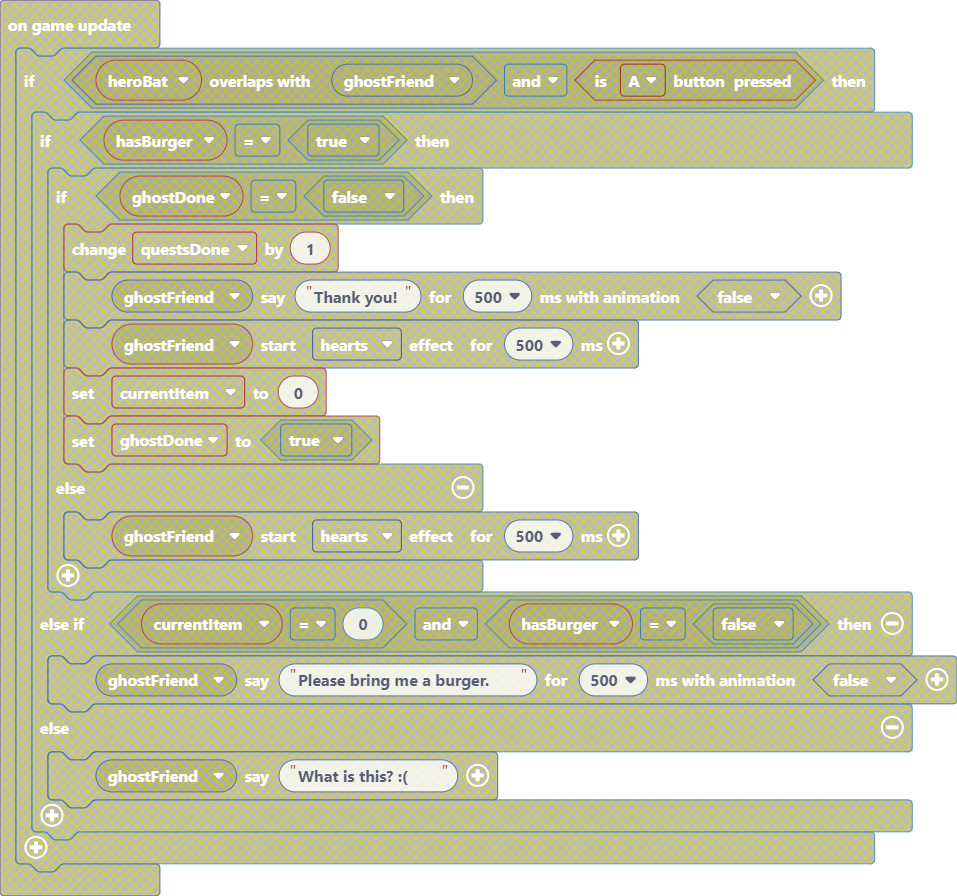 on game update
if heroBat overlaps with ghostFriend and is A button pressed then
if hasBurger = true then
if ghostDone = false then
change questsDone by 1
ghostFriend say "Thank you!" for 500 ms with animation false
ghostFriend start hearts effect for 500 ms
set currentItem to 0
set ghostDone to true
else
ghostFriend start hearts effect for 500 ms
else if currentItem = 0 and hasBurger = false then
ghostFriend say "Please bring me a burger. " for 500 ms with animation false
else
ghostFriend say "What is this? :( "